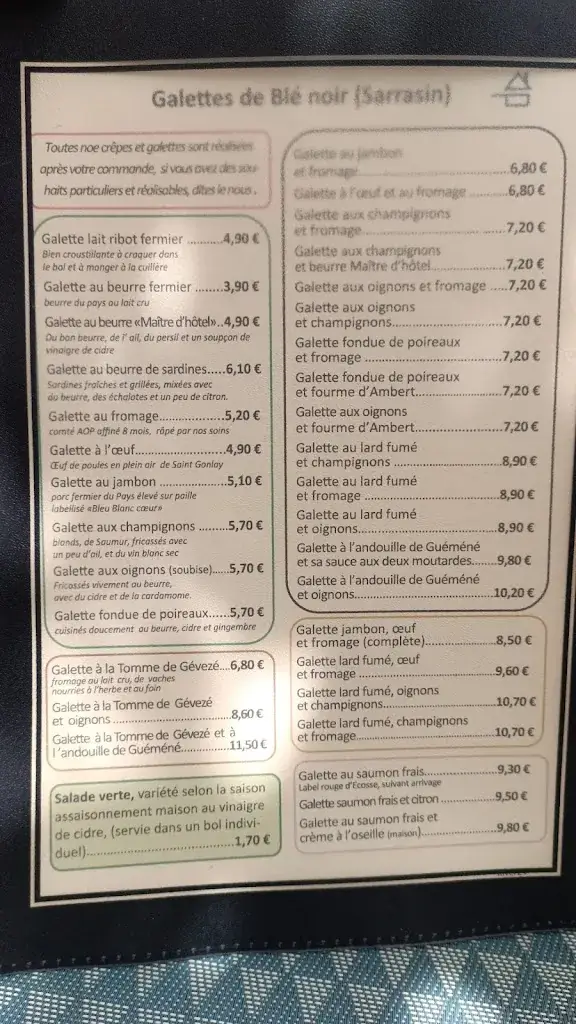 Galettes de Blé noir (Sarrasin)
Toutes noe crêpes et galettes sont réalisées
après votre commande, si vous avez des sou-
haits particuliers et réalisables, dites le nous .
Galette lait ribot fermier .........4,90 €
Bien croustillante à craquer dans
le bol et à manger à la cuillère
Galette au beurre fermier ........3,90 €
beurre du pays au lait cru
Galette au beurre «Maître d'hôtel»..4,90 €
Du bon beurre, de l' ail, du persil et un soupçon de
vinaigre de cidre
Galette au beurre de sardines.....6,10 €
Sardines fraîches et grillées, mixées avec
du beurre, des échalotes et un peu de citron.
Galette au fromage.................5,20 €
comté AOP affiné 8 mois, râpé par nos soins
Galette à l'œuf.......................4,90 €
Œuf de poules en plein air de Saint Gonlay
Galette au jambon .................5,10 €
porc fermier du Pays élevé sur paille
labellisé «Bleu Blanc cœur»
Galette aux champignons .........5,70 €
blonds, de Saumur, fricassés avec
un peu d'ail, et du vin blanc sec
Galette aux oignons (soubise).....5,70 €
Fricassés vivement au beurre,
avec du cidre et de la cardamome.
Galette fondue de poireaux......5,70 €
cuisinés doucement au beurre, cidre et gingembre
Galette à la Tomme de Gévezé...6,80 €
fromage au lait cru, de vaches
nourries à l'herbe et au foin
Galette à la Tomme de Gévezé
et oignons .............................8,60 €
Galette à la Tomme de Gévezé et à
l'andouille de Guéméné............11,50 €
Salade verte, variété selon la saison
assaisonnement maison au vinaigre
de cidre, (servie dans un bol indivi-
duel)...................................1,70 €
Galette au jambon
et fromage.....................................6,80 €
Galette à l'œuf et au fromage .........6,80 €
Galette aux champignons
et fromage....................................7,20 €
Galette aux champignons
et beurre Maître d'hôtel...................7,20 €
Galette aux oignons et fromage .....7,20 €
Galette aux oignons
et champignons..............................7,20 €
Galette fondue de poireaux
et fromage ...................................7,20 €
Galette fondue de poireaux
et fourme d'Ambert........................7,20 €
Galette aux oignons
et fourme d'Ambert........................7,20 €
Galette au lard fumé
et champignons .............................8,90 €
Galette au lard fumé
et fromage ...................................8,90 €
Galette au lard fumé
et oignons....................................8,90 €
Galette à l'andouille de Guéméné
et sa sauce aux deux moutardes........9,80 €
Galette à l'andouille de Guéméné
et oignons....................................10,20 €
Galette jambon, œuf
et fromage (complète)....................8,50 €
Galette lard fumé, œuf
et fromage ...................................9,60 €
Galette lard fumé, oignons
et champignons..............................10,70 €
Galette lard fumé, champignons
et fromage....................................10,70 €
Galette au saumon frais...................9,30 €
Label rouge d'Ecosse, suivant arrivage
Galette saumon frais et citron ...........9,50 €
Galette au saumon frais et
crème à l'oseille (maison)..................9,80 €